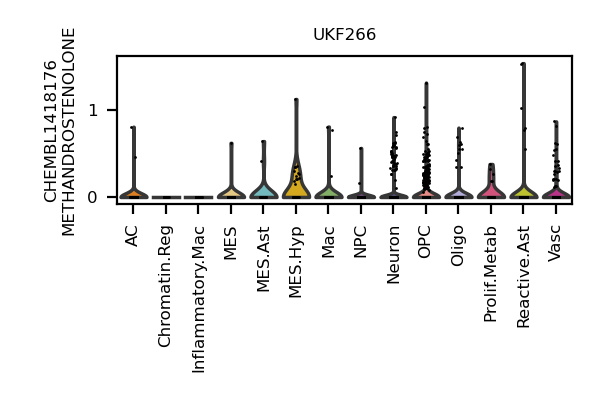 UKF266
CHEMBL1418176
METHANDROSTENOLONE
1
0
AC
Chromatin.Reg
Inflammatory.Mac
MES
MES.Ast
MES.Hyp
Mac
NPC
Neuron
OPC
Oligo
Prolif.Metab
Reactive.Ast
Vasc